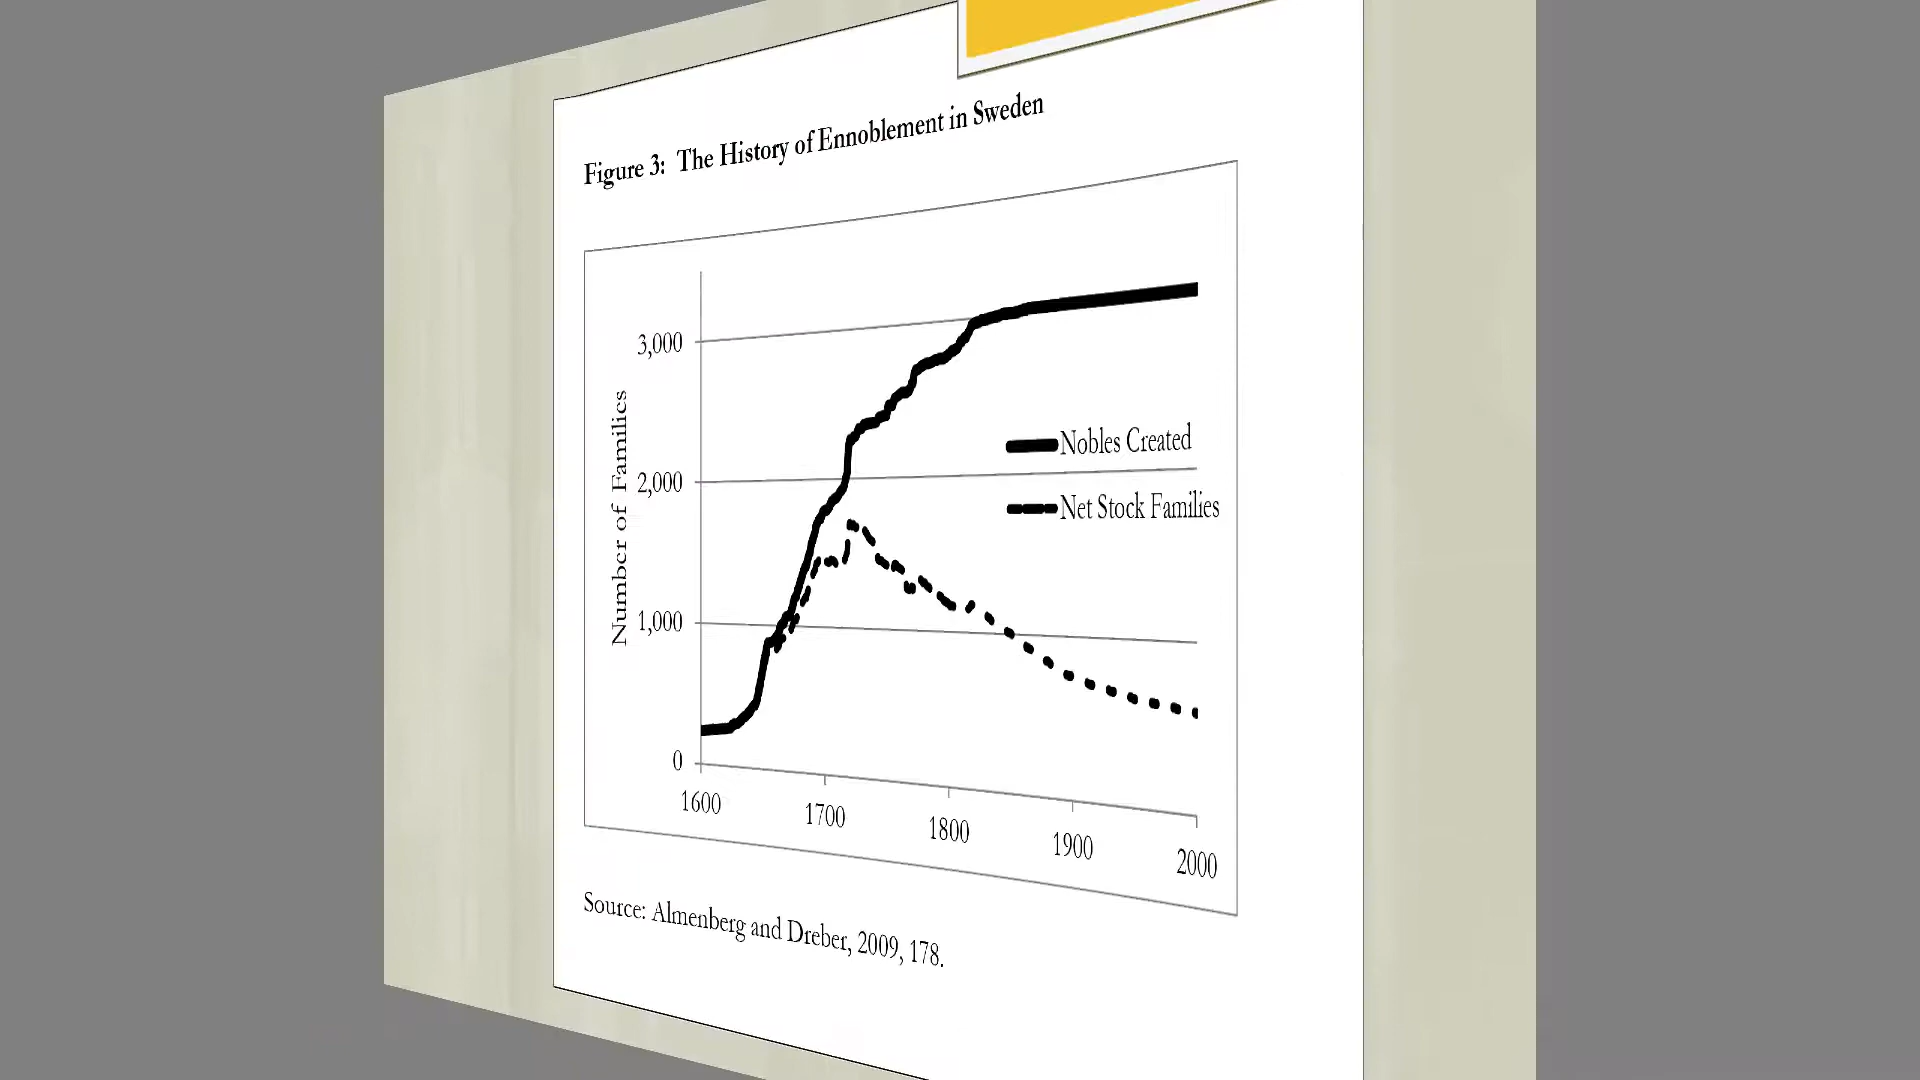 Figure 3: The History of Ennoblement in Sweden
Number of Families
3,000
2,000
1,000
0
1600
1700
1800
1900
2000
Nobles Created
Net Stock Families
Source: Almenberg and Dreber, 2009, 178.